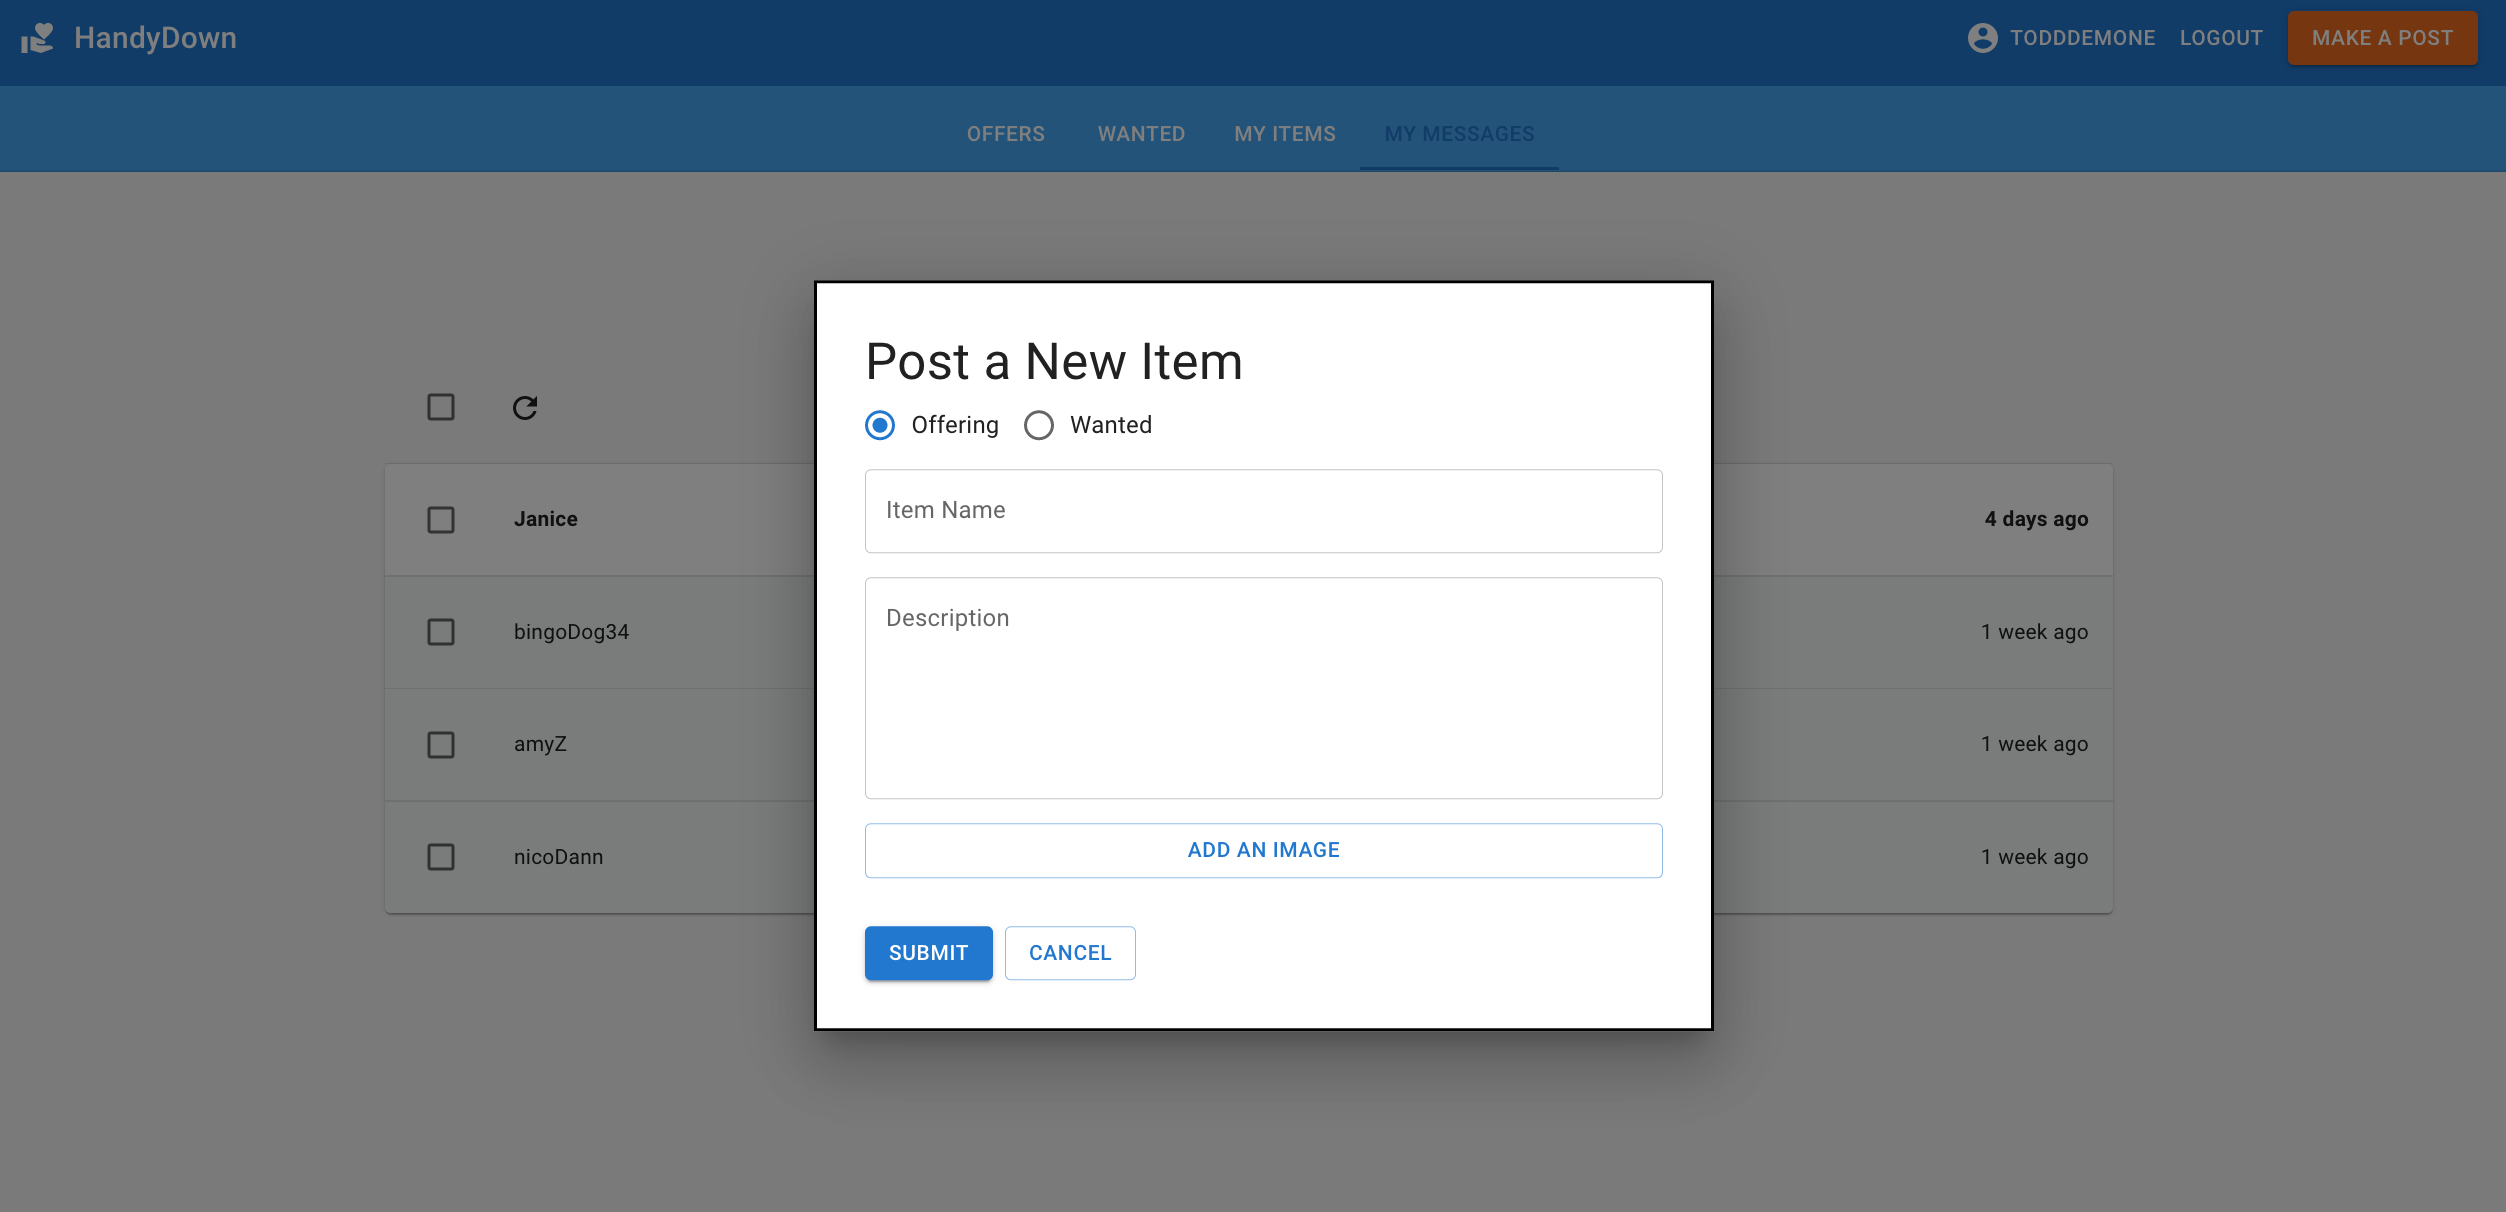 HandyDown
TODDDEMONE LOGOUT MAKE A POST
OFFERS WANTED MY ITEMS MY MESSAGES
Post a New Item
Offering Wanted
Item Name
Description
ADD AN IMAGE
SUBMIT CANCEL
Janice 4 days ago
bingoDog34 1 week ago
amyZ 1 week ago
nicoDann 1 week ago